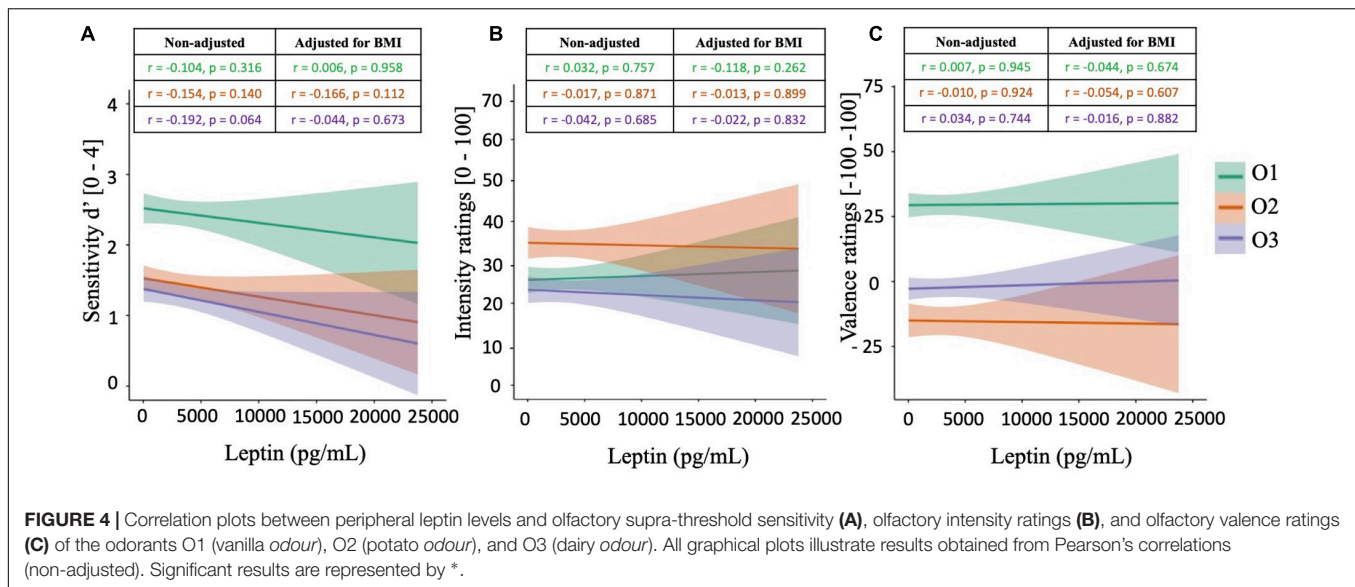 A
Non-adjusted Adjusted for BMI
r = -0.104, p = 0.316 r = 0.006, p = 0.958
r = -0.154, p = 0.140 r = -0.166, p = 0.112
r = -0.192, p = 0.064 r = -0.044, p = 0.673
Sensitivity d' [0 - 4]
4
3
2
1
0
0 5000 10000 15000 20000 25000
Leptin (pg/mL)
B
Non-adjusted Adjusted for BMI
r = 0.032, p = 0.757 r = -0.118, p = 0.262
r = -0.017, p = 0.871 r = -0.013, p = 0.899
r = -0.042, p = 0.685 r = -0.022, p = 0.832
Intensity ratings [0 - 100]
70
60
50
40
30
20
10
0
0 5000 10000 15000 20000 25000
Leptin (pg/mL)
C
Non-adjusted Adjusted for BMI
r = 0.007, p = 0.945 r = -0.044, p = 0.674
r = -0.010, p = 0.924 r = -0.054, p = 0.607
r = 0.034, p = 0.744 r = -0.016, p = 0.882
Valence ratings [-100 -100]
75
50
25
0
- 25
0 5000 10000 15000 20000 25000
Leptin (pg/mL)
O1
O2
O3
FIGURE 4 | Correlation plots between peripheral leptin levels and olfactory supra-threshold sensitivity (A), olfactory intensity ratings (B), and olfactory valence ratings
(C) of the odorants O1 (vanilla odour), O2 (potato odour), and O3 (dairy odour). All graphical plots illustrate results obtained from Pearson's correlations
(non-adjusted). Significant results are represented by *.